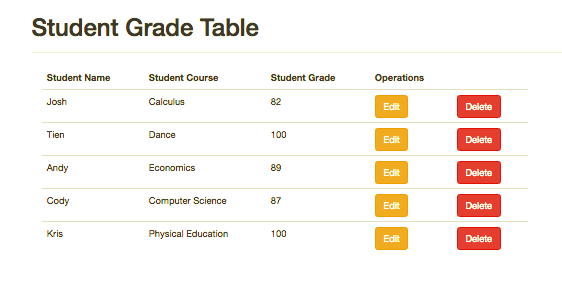 Student Grade Table
Student Name Student Course Student Grade Operations
Josh Calculus 82 Edit Delete
Tien Dance 100 Edit Delete
Andy Economics 89 Edit Delete
Cody Computer Science 87 Edit Delete
Kris Physical Education 100 Edit Delete